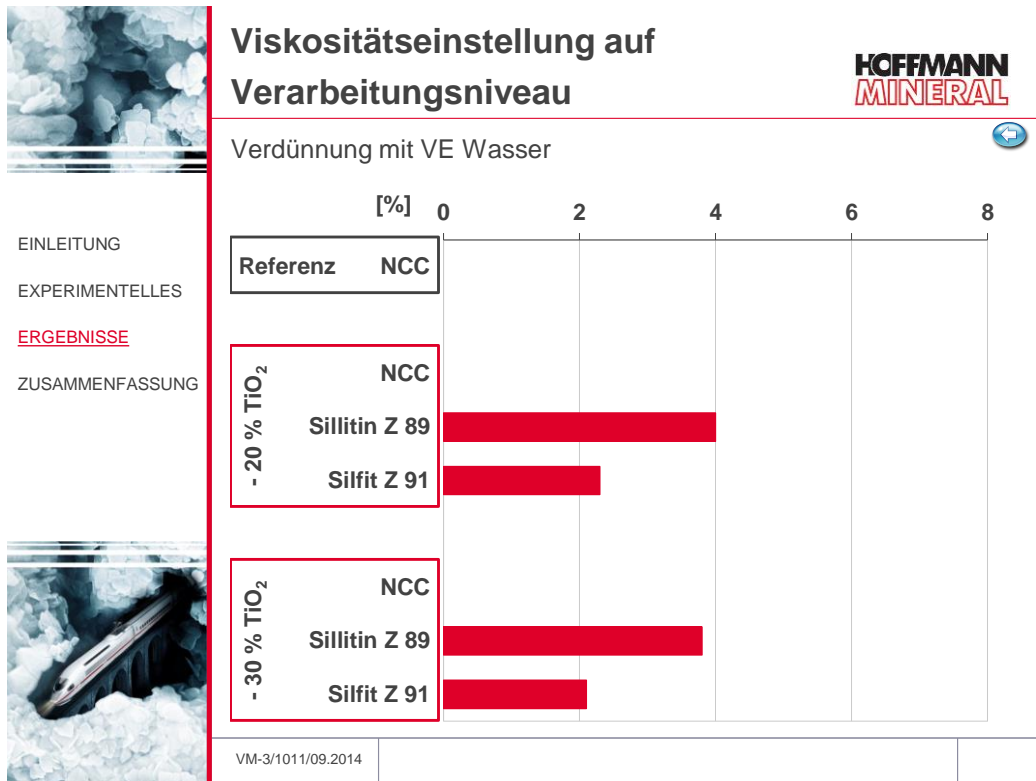 Viskositätseinstellung auf
Verarbeitungsniveau
HOFFMANN
MINERAL
Verdünnung mit VE Wasser
EINLEITUNG
EXPERIMENTELLES
ERGEBNISSE
ZUSAMMENFASSUNG
[%] 0 2 4 6 8
Referenz NCC
- 20 % TiO₂
NCC
Sillitin Z 89
Silfit Z 91
- 30 % TiO₂
NCC
Sillitin Z 89
Silfit Z 91
VM-3/1011/09.2014